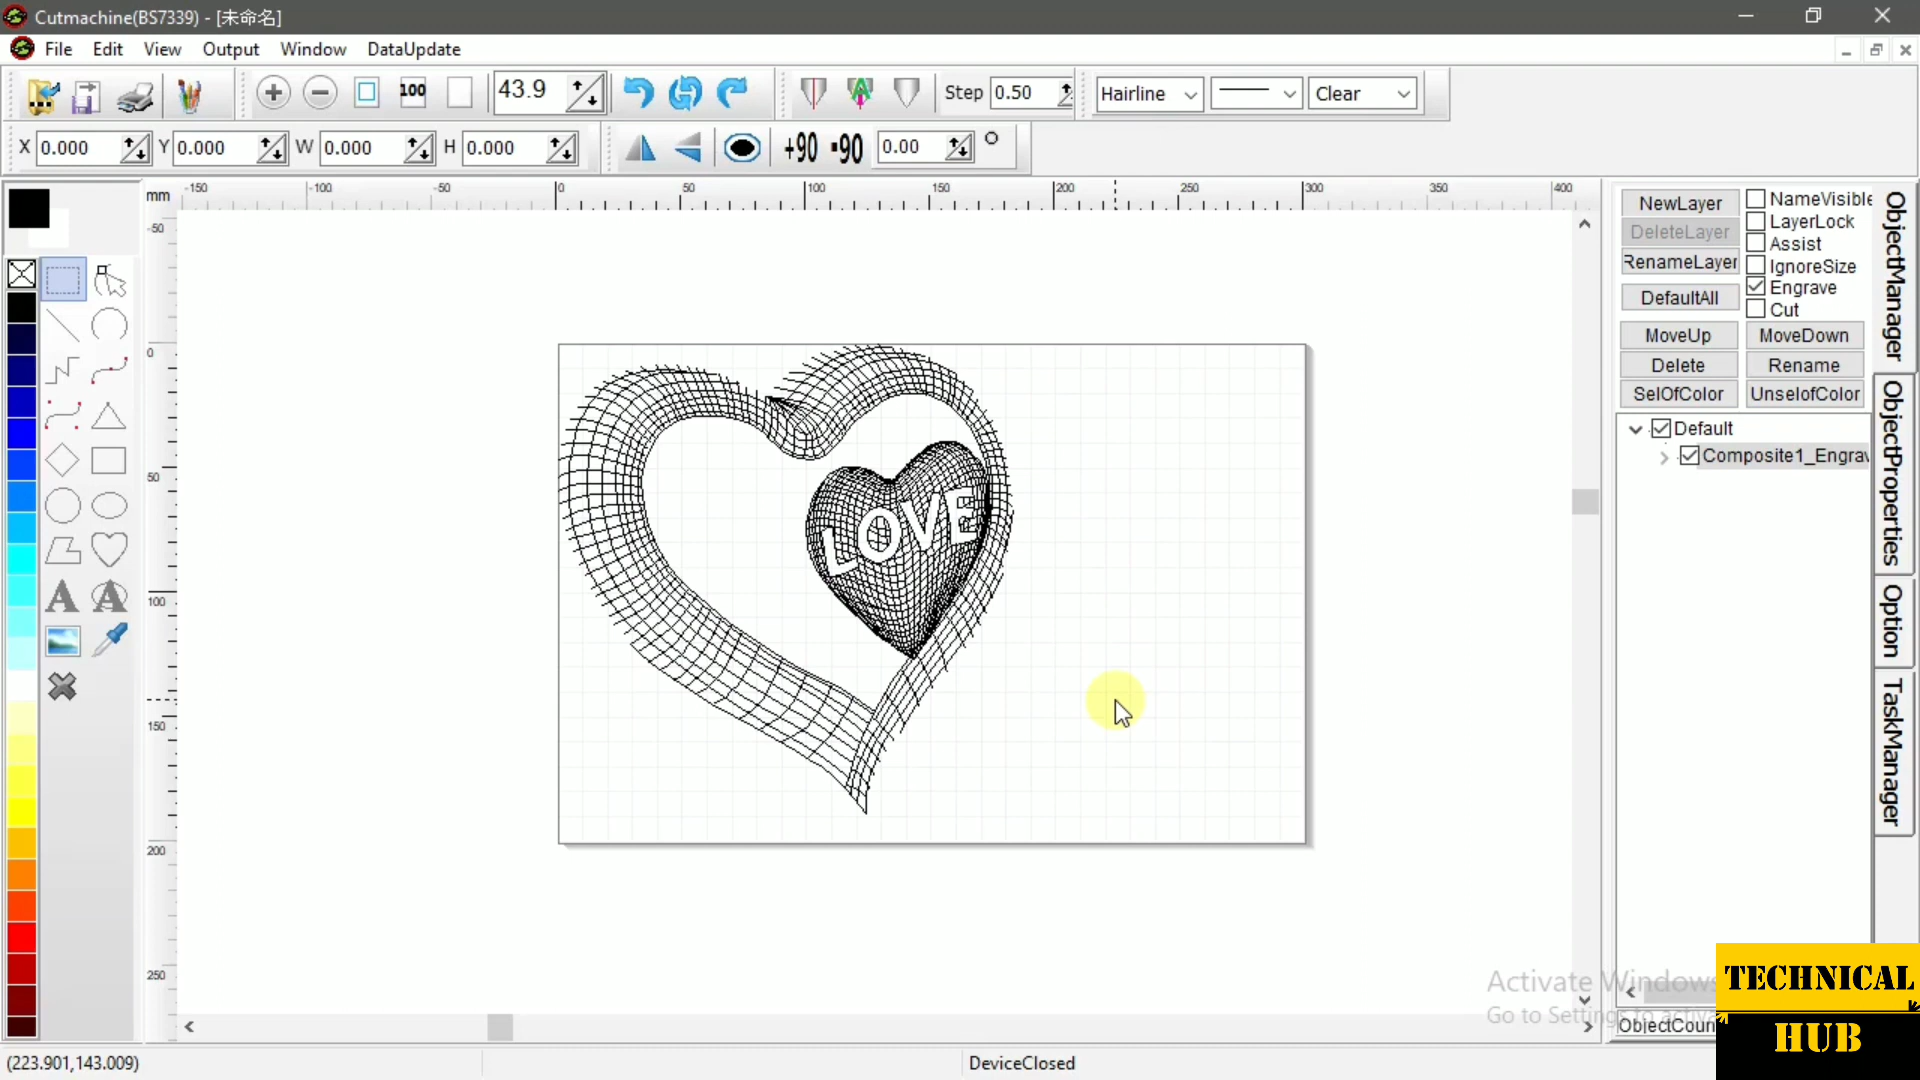 Cutmachine(BS7339) - [未命名]
File Edit View Output Window DataUpdate
100 43.9 Step 0.50 Hairline Clear
X 0.000 Y 0.000 W 0.000 H 0.000 +90 -90 0.00 °
mm -150 -100 -50 0 50 100 150 200 250 300 350 400
-50
0
50
100
150
200
250
LOVE
NewLayer NameVisible
DeleteLayer LayerLock
Assist
RenameLayer IgnoreSize
DefaultAll Engrave
Cut
MoveUp MoveDown
Delete Rename
SelOfColor UnselofColor
Default
Composite1_Engrav
ObjectManager
ObjectProperties
Option
TaskManager
Activate Windows
Go to Settings to activa
ObjectCoun
TECHNICAL
HUB
(223.901,143.009) DeviceClosed